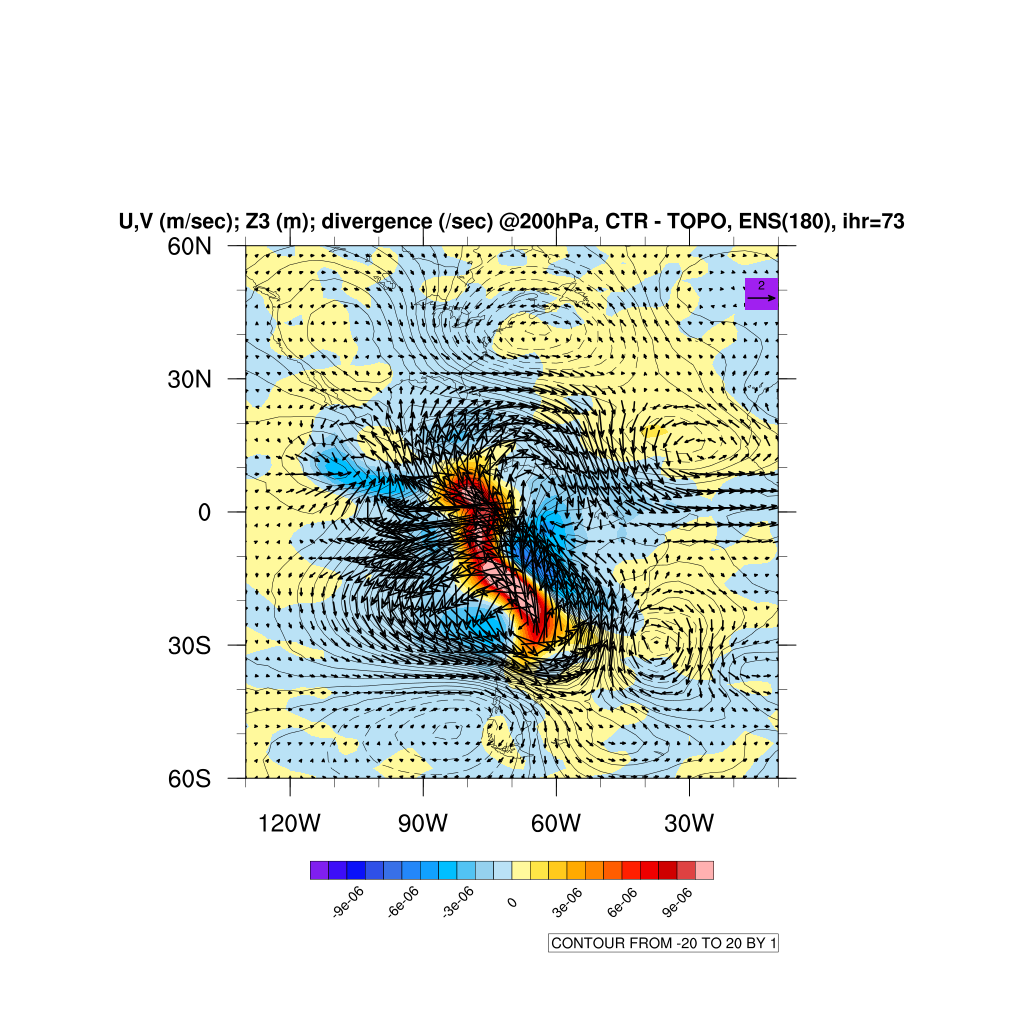 U,V (m/sec); Z3 (m); divergence (/sec) @200hPa, CTR - TOPO, ENS(180), ihr=73
60N
2
30N
0
30S
60S
120W 90W 60W 30W
-9e-06 -6e-06 -3e-06 0 3e-06 6e-06 9e-06
CONTOUR FROM -20 TO 20 BY 1